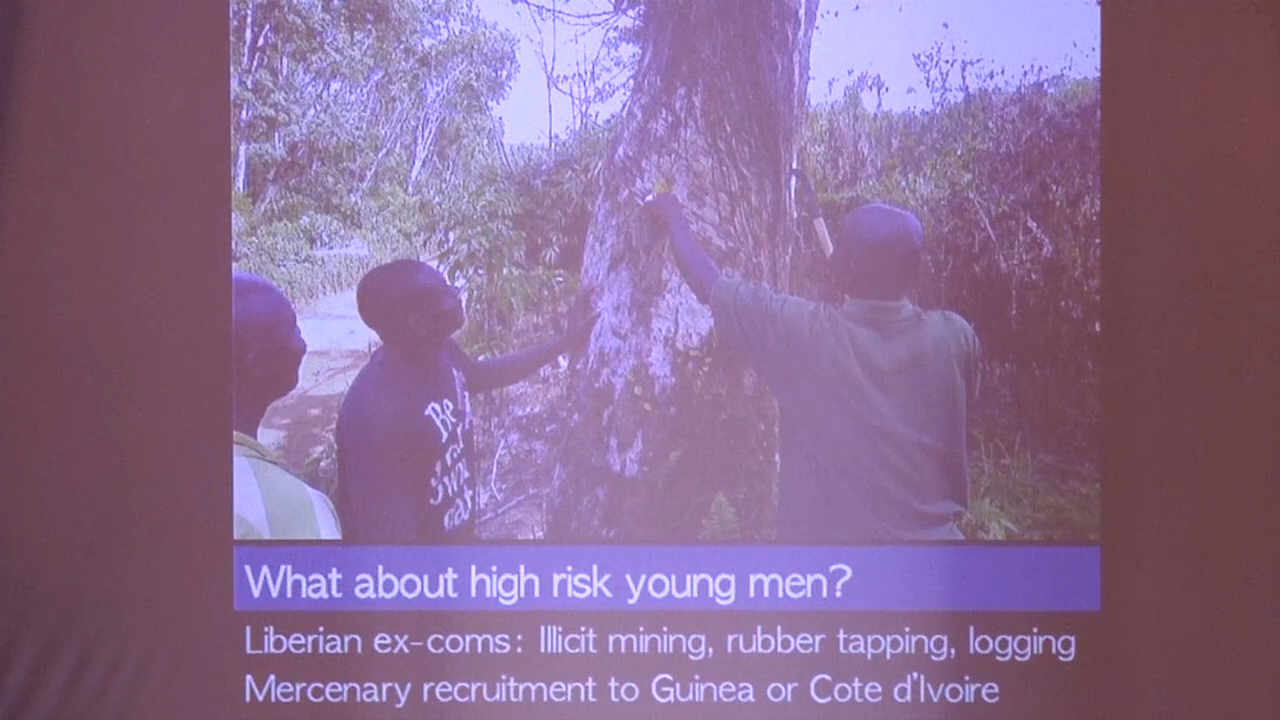 What about high risk young men?
Liberian ex-coms: Illicit mining, rubber tapping, logging
Mercenary recruitment to Guinea or Cote d'Ivoire